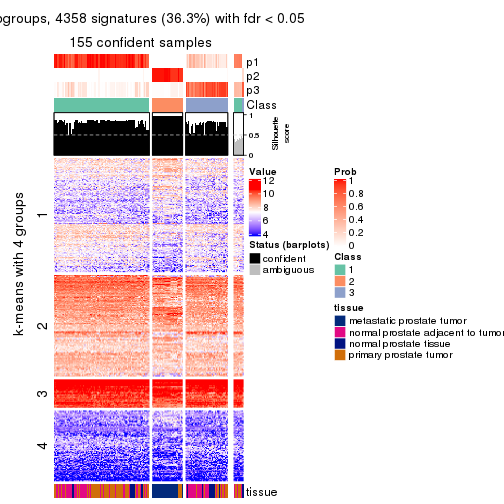 ogroups, 4358 signatures (36.3%) with fdr < 0.05
155 confident samples
p1
p2
p3
Class
1
0.5
0
Silhouette
score
k-means with 4 groups
1
2
3
4
tissue
Value
12
10
8
6
4
Status (barplots)
confident
ambiguous
Prob
1
0.8
0.6
0.4
0.2
0
Class
1
2
3
tissue
metastatic prostate tumor
normal prostate adjacent to tumor
normal prostate tissue
primary prostate tumor